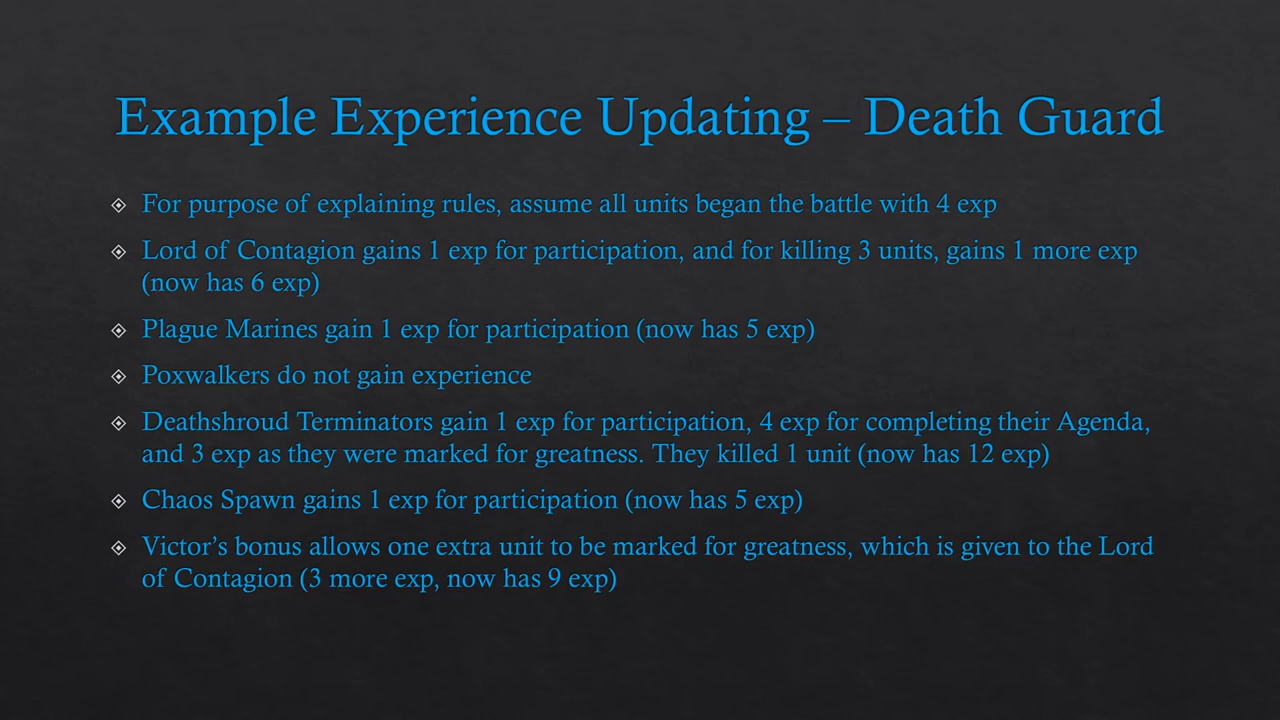 Example Experience Updating – Death Guard
For purpose of explaining rules, assume all units began the battle with 4 exp
Lord of Contagion gains 1 exp for participation, and for killing 3 units, gains 1 more exp
(now has 6 exp)
Plague Marines gain 1 exp for participation (now has 5 exp)
Poxwalkers do not gain experience
Deathshroud Terminators gain 1 exp for participation, 4 exp for completing their Agenda,
and 3 exp as they were marked for greatness. They killed 1 unit (now has 12 exp)
Chaos Spawn gains 1 exp for participation (now has 5 exp)
Victor’s bonus allows one extra unit to be marked for greatness, which is given to the Lord
of Contagion (3 more exp, now has 9 exp)